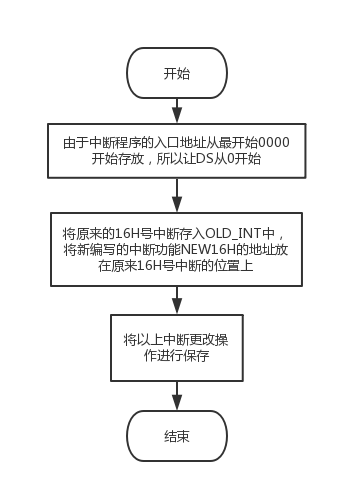 开始
由于中断程序的入口地址从最开始0000
开始存放，所以让DS从0开始
将原来的16H号中断存入OLD_INT中，
将新编写的中断功能NEW16H的地址放
在原来16H号中断的位置上
将以上中断更改操
作进行保存
结束